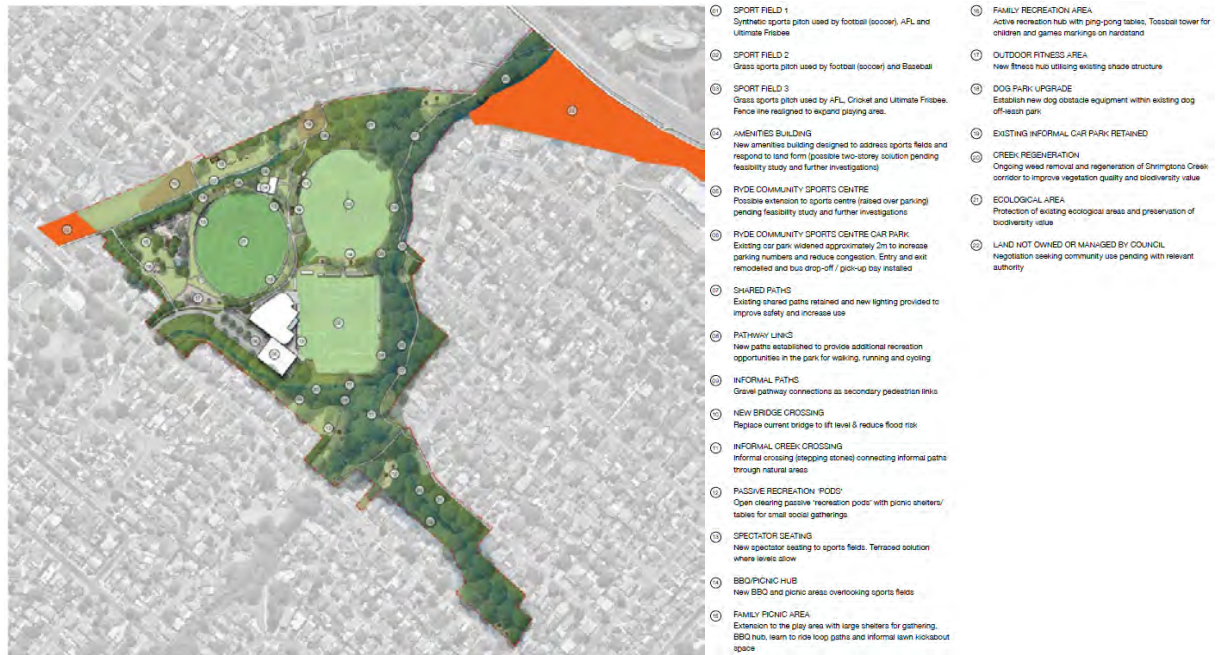 01 SPORT FIELD 1
Synthetic sports pitch used by football (soccer), AFL and
Ultimate Frisbee
02 SPORT FIELD 2
Grass sports pitch used by football (soccer) and Baseball
03 SPORT FIELD 3
Grass sports pitch used by AFL, Cricket and Ultimate Frisbee.
Fence line realigned to expand playing area.
04 AMENITIES BUILDING
New amenities building designed to address sports fields and
respond to land form (possible two-storey solution pending
feasibility study and further investigations)
05 RYDE COMMUNITY SPORTS CENTRE
Possible extension to sports centre (raised over parking)
pending feasibility study and further investigations
06 RYDE COMMUNITY SPORTS CENTRE CAR PARK
Existing car park widened approximately 2m to increase
parking numbers and reduce congestion. Entry and exit
remodelled and bus drop-off / pick-up bay installed
07 SHARED PATHS
Existing shared paths retained and new lighting provided to
improve safety and increase use
08 PATHWAY LINKS
New paths established to provide additional recreation
opportunities in the park for walking, running and cycling
09 INFORMAL PATHS
Gravel pathway connections as secondary pedestrian links
10 NEW BRIDGE CROSSING
Replace current bridge to lift level & reduce flood risk
11 INFORMAL CREEK CROSSING
Informal crossing (stepping stones) connecting informal paths
through natural areas
12 PASSIVE RECREATION 'PODS'
Open clearing passive 'recreation pods' with picnic shelters/
tables for small social gatherings.
13 SPECTATOR SEATING
New spectator seating to sports fields. Terraced solution
where levels allow
14 BBQ/PICNIC HUB
New BBQ and picnic areas overlooking sports fields
15 FAMILY PICNIC AREA
Extension to the play area with large shelters for gathering,
BBQ hub, learn to ride loop paths and informal lawn kickabout
space
16 FAMILY RECREATION AREA
Active recreation hub with ping-pong tables, Tossball tower for
children and games markings on hardstand
17 OUTDOOR FITNESS AREA
New fitness hub utilising existing shade structure
18 DOG PARK UPGRADE
Establish new dog obstacle equipment within existing dog
off-leash park
19 EXISTING INFORMAL CAR PARK RETAINED
20 CREEK REGENERATION
Ongoing weed removal and regeneration of Shrimptons Creek
corridor to improve vegetation quality and biodiversity value
21 ECOLOGICAL AREA
Protection of existing ecological areas and preservation of
biodiversity value
22 LAND NOT OWNED OR MANAGED BY COUNCIL
Negotiation seeking community use pending with relevant
authority